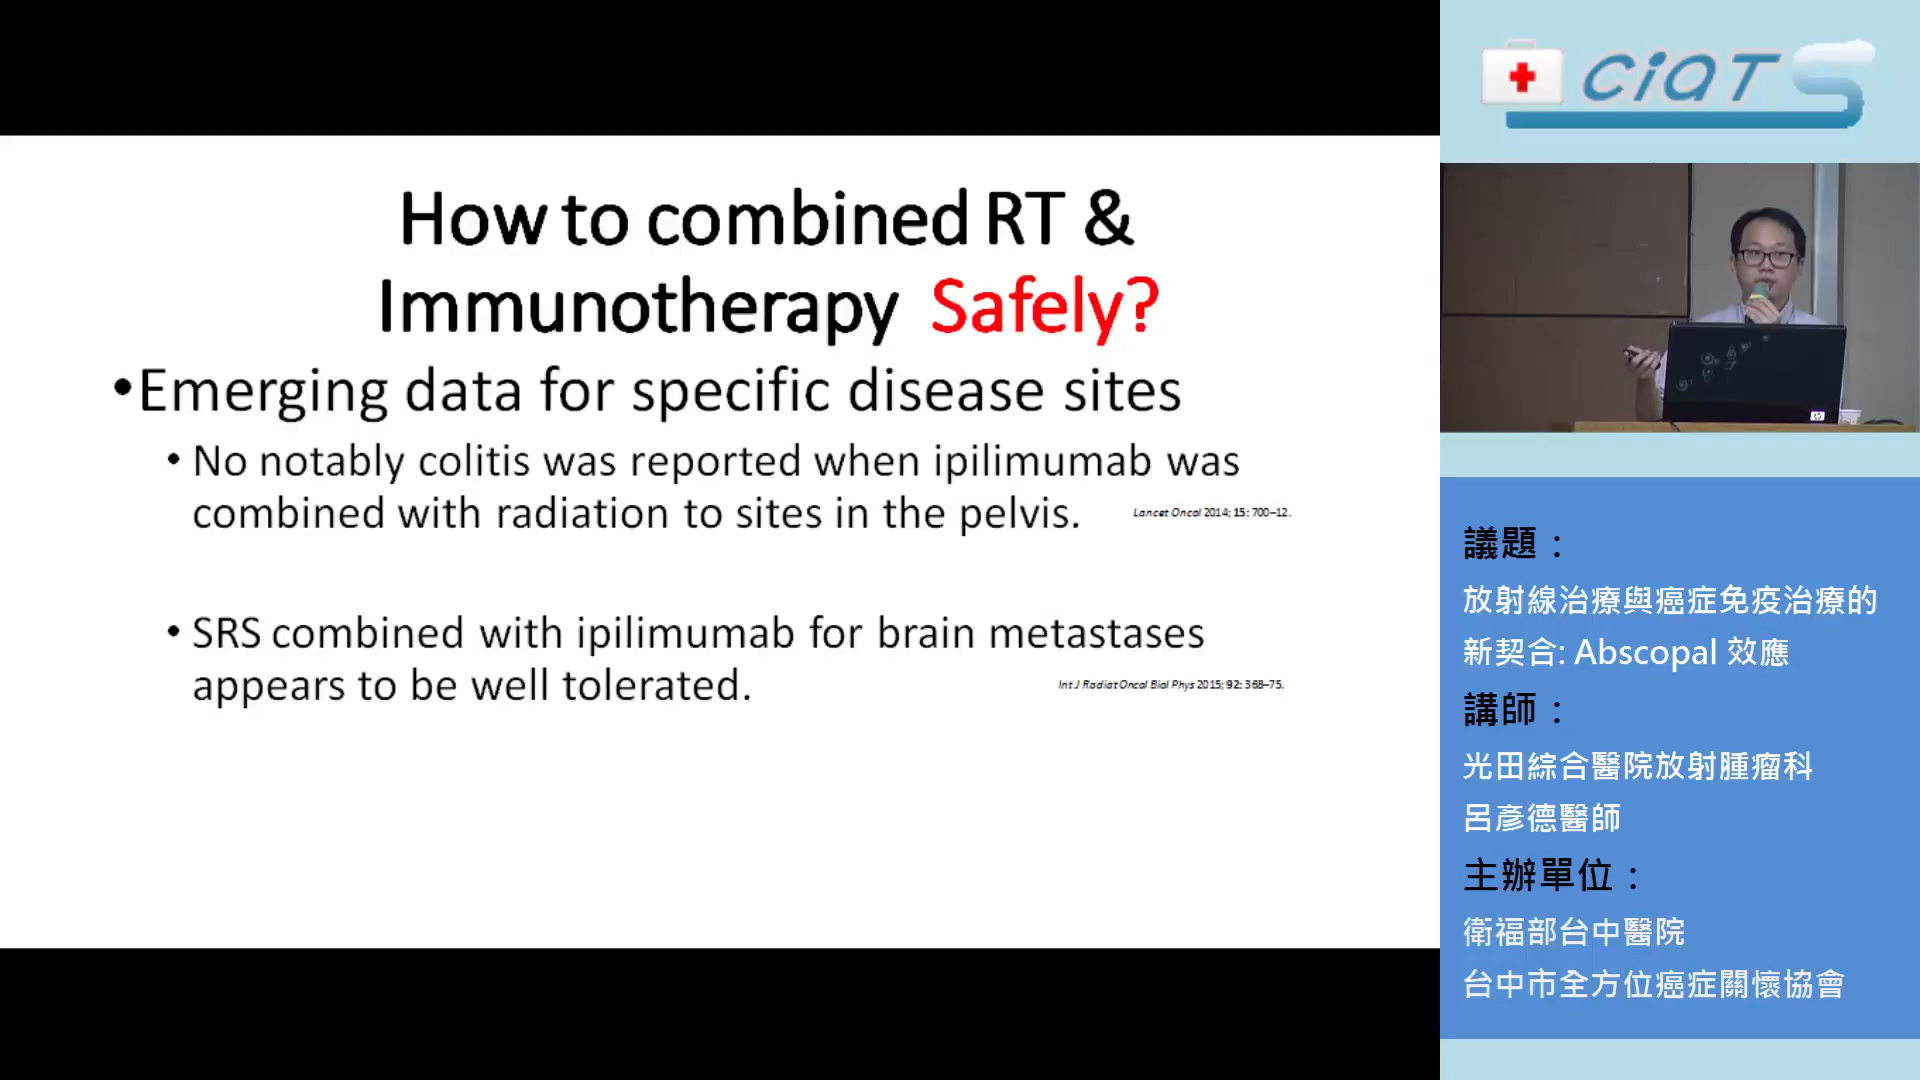 How to combined RT &
Immunotherapy Safely?
•Emerging data for specific disease sites
• No notably colitis was reported when ipilimumab was
combined with radiation to sites in the pelvis.
Lancet Oncol 2014; 15: 700–12.
• SRS combined with ipilimumab for brain metastases
appears to be well tolerated.
Int J Radiat Oncol Biol Phys 2015; 92: 368–75.
CiATS
hp
議題：
放射線治療與癌症免疫治療的
新契合: Abscopal 效應
講師：
光田綜合醫院放射腫瘤科
呂彥德醫師
主辦單位：
衛福部台中醫院
台中市全方位癌症關懷協會